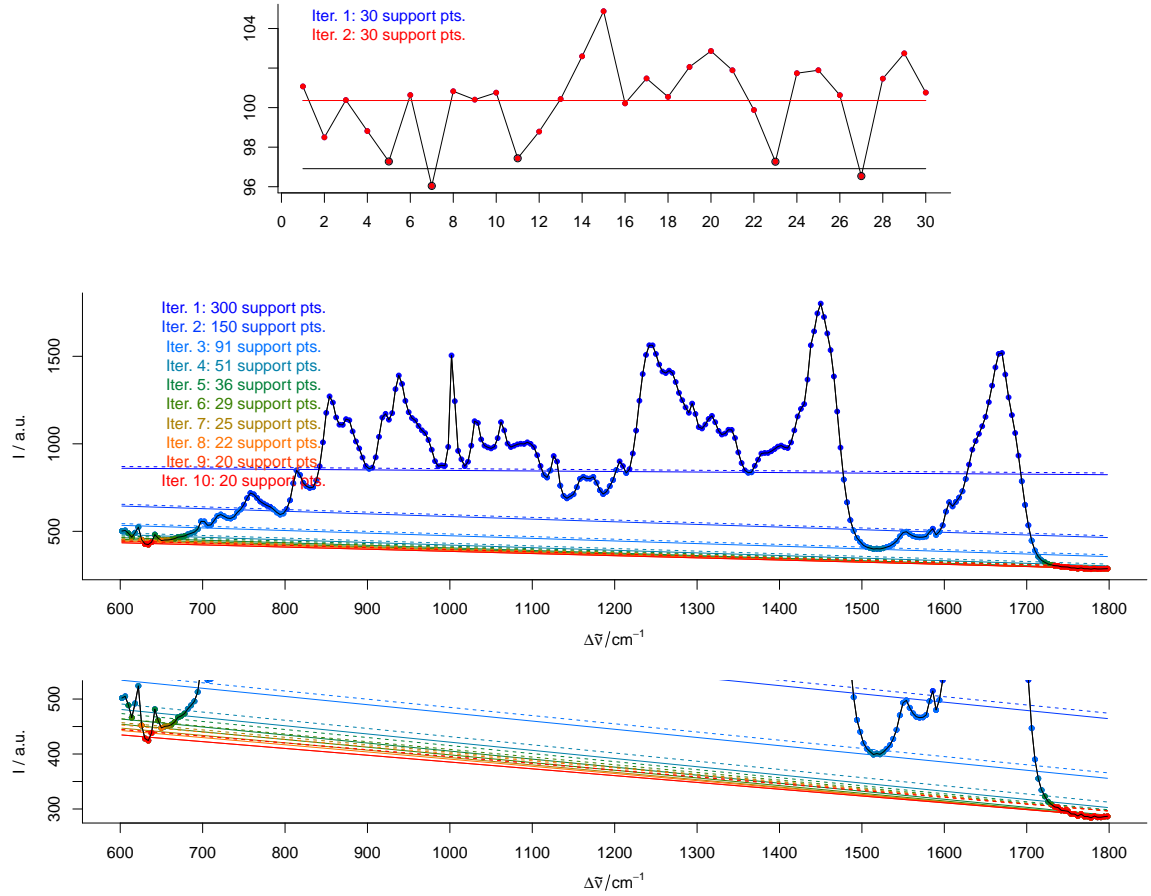 Iter. 1: 30 support pts.
Iter. 2: 30 support pts.
104
100
98
96
0 2 4 6 8 10 12 14 16 18 20 22 24 26 28 30
Iter. 1: 300 support pts.
Iter. 2: 150 support pts.
Iter. 3: 91 support pts.
Iter. 4: 51 support pts.
Iter. 5: 36 support pts.
Iter. 6: 29 support pts.
Iter. 7: 25 support pts.
Iter. 8: 22 support pts.
Iter. 9: 20 support pts.
Iter. 10: 20 support pts.
I / a.u.
1500
1000
500
600 700 800 900 1000 1100 1200 1300 1400 1500 1600 1700 1800
Δν̃/cm⁻¹
I / a.u.
500
400
300
600 700 800 900 1000 1100 1200 1300 1400 1500 1600 1700 1800
Δν̃/cm⁻¹